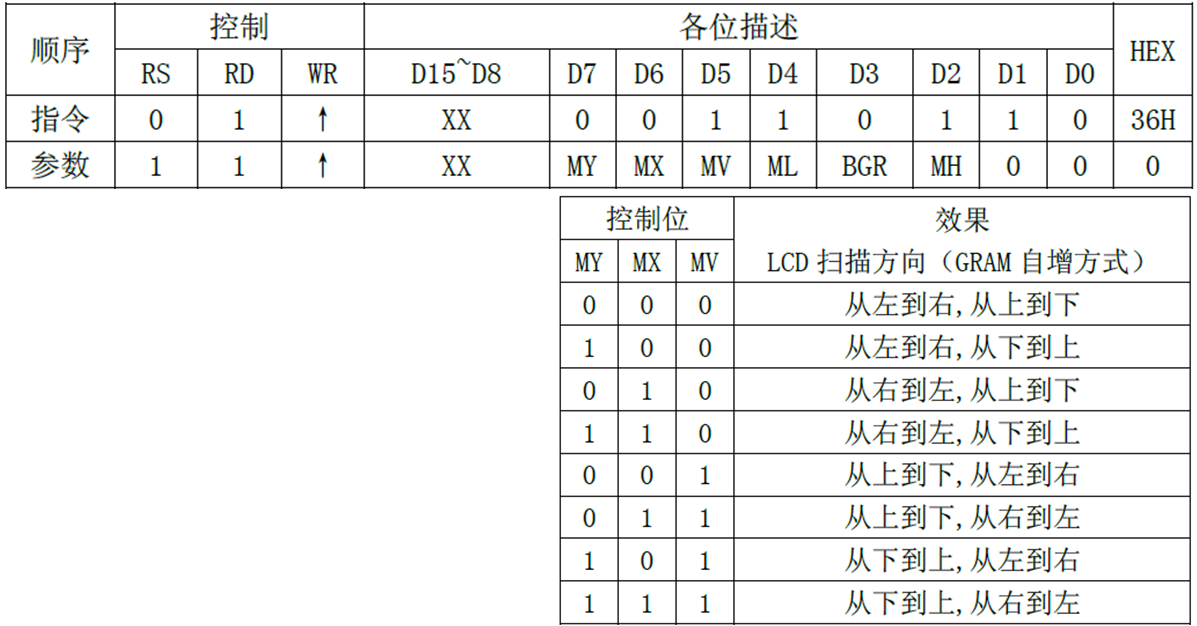 顺序 控制 各位描述 HEX
RS RD WR D15~D8 D7 D6 D5 D4 D3 D2 D1 D0
指令 0 1 ↑ XX 0 0 1 1 0 1 1 0 36H
参数 1 1 ↑ XX MY MX MV ML BGR MH 0 0 0
控制位 效果
MY MX MV LCD 扫描方向（GRAM 自增方式）
0 0 0 从左到右,从上到下
1 0 0 从左到右,从下到上
0 1 0 从右到左,从上到下
1 1 0 从右到左,从下到上
0 0 1 从上到下,从左到右
0 1 1 从上到下,从右到左
1 0 1 从下到上,从左到右
1 1 1 从下到上,从右到左